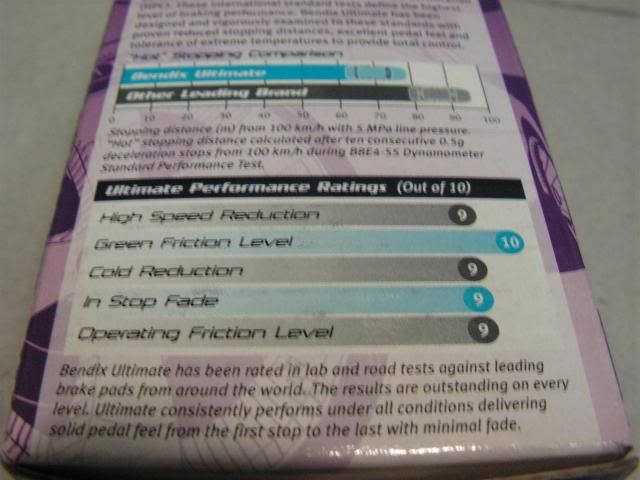 (HPC). These international standard tests define the highest
level of braking performance. Bendix Ultimate has been
designed and vigorously examined to these standards with
proven reduced stopping distances, excellent pedal feel and
tolerance of extreme temperatures to provide total control.
"Hot" Stopping Comparison
Bendix Ultimate
Other Leading Brand
0 10 20 30 40 50 60 70 80 90 100
Stopping distance (m) from 100 km/h with 5 MPa line pressure.
"Hot" stopping distance calculated after ten consecutive 0.5g
deceleration stops from 100 km/h during BBE4-55 Dynamometer
Standard Performance Test.
Ultimate Performance Ratings (Out of 10)
High Speed Reduction 9
Green Friction Level 10
Cold Reduction 9
In Stop Fade 9
Operating Friction Level 9
Bendix Ultimate has been rated in lab and road tests against leading
brake pads from around the world. The results are outstanding on every
level. Ultimate consistently performs under all conditions delivering
solid pedal feel from the first stop to the last with minimal fade.